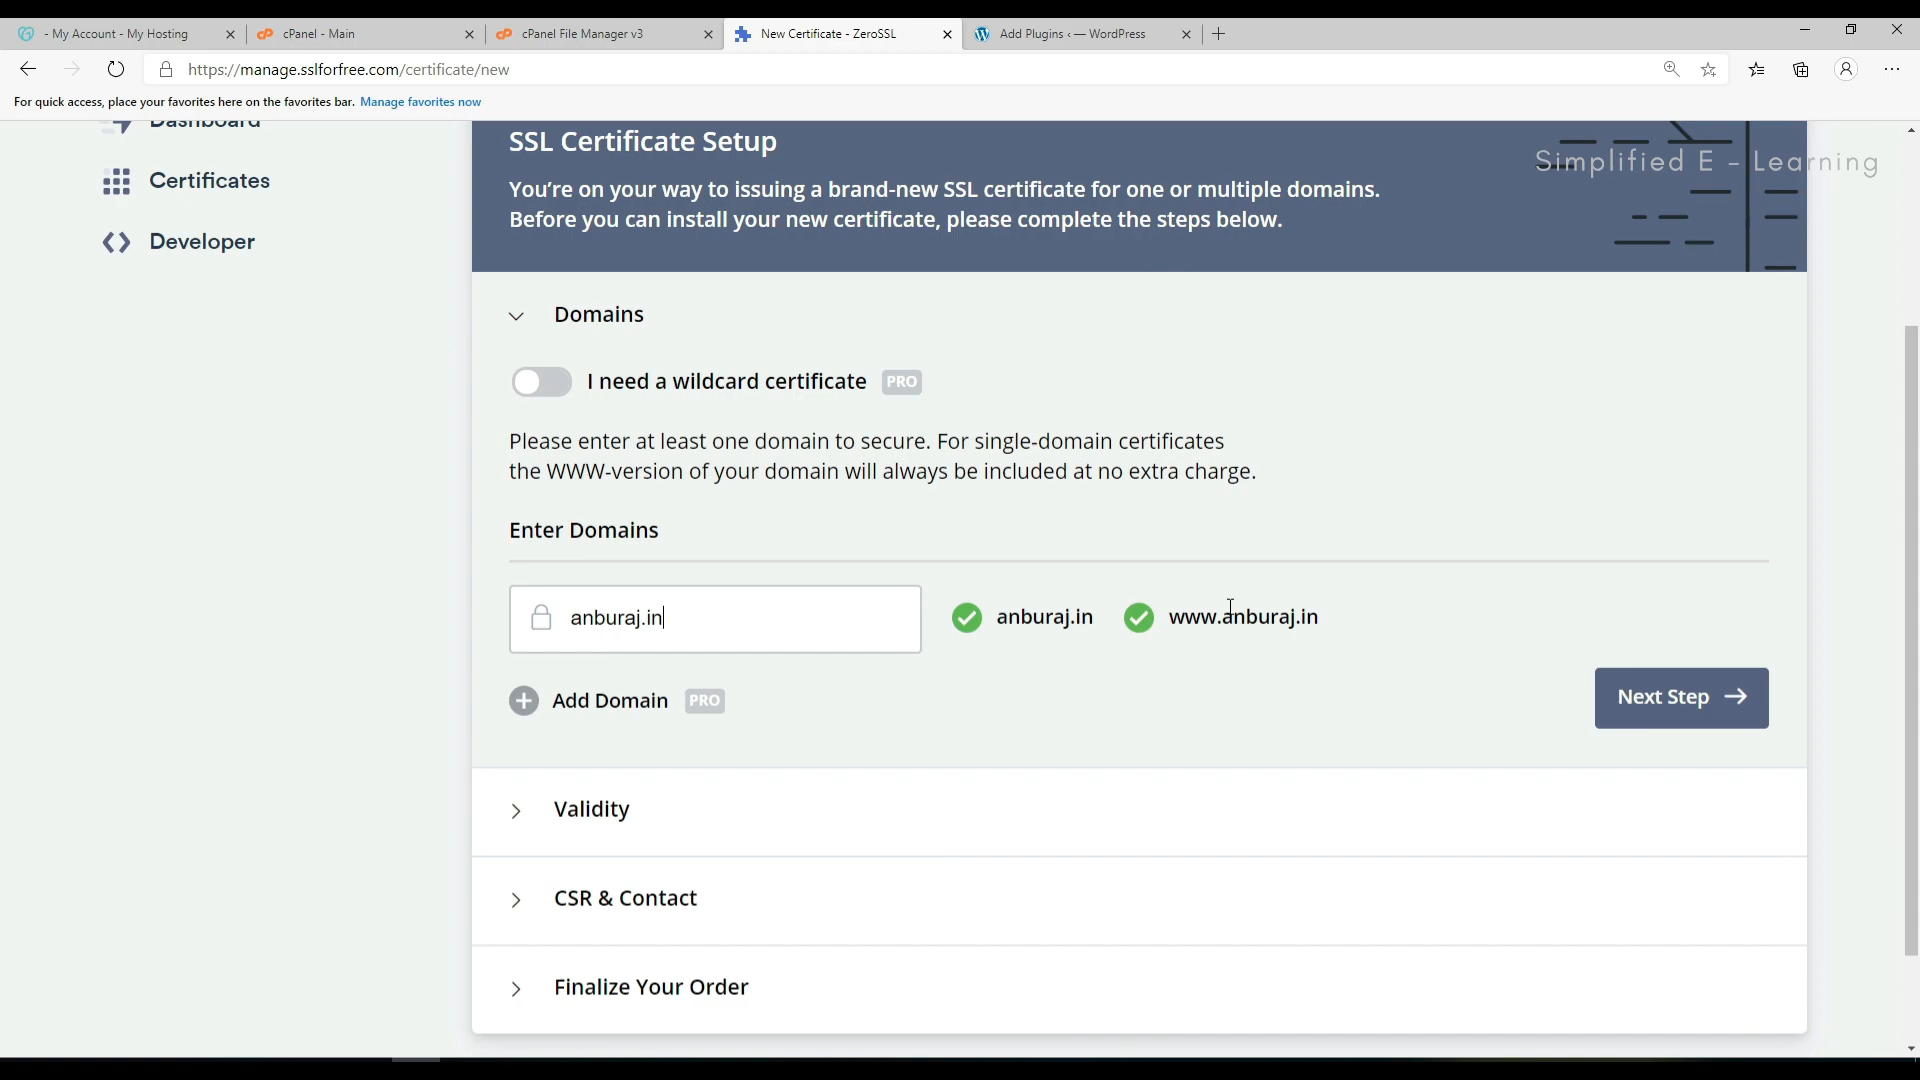 - My Account - My Hosting
cPanel - Main
cPanel File Manager v3
New Certificate - ZeroSSL
Add Plugins ‹ — WordPress
https://manage.sslforfree.com/certificate/new
For quick access, place your favorites here on the favorites bar. Manage favorites now
Dashboard
Certificates
Developer
SSL Certificate Setup
Simplified E - Learning
You’re on your way to issuing a brand-new SSL certificate for one or multiple domains.
Before you can install your new certificate, please complete the steps below.
Domains
I need a wildcard certificate PRO
Please enter at least one domain to secure. For single-domain certificates
the WWW-version of your domain will always be included at no extra charge.
Enter Domains
anburaj.in
anburaj.in
www.anburaj.in
Add Domain PRO
Next Step
Validity
CSR & Contact
Finalize Your Order